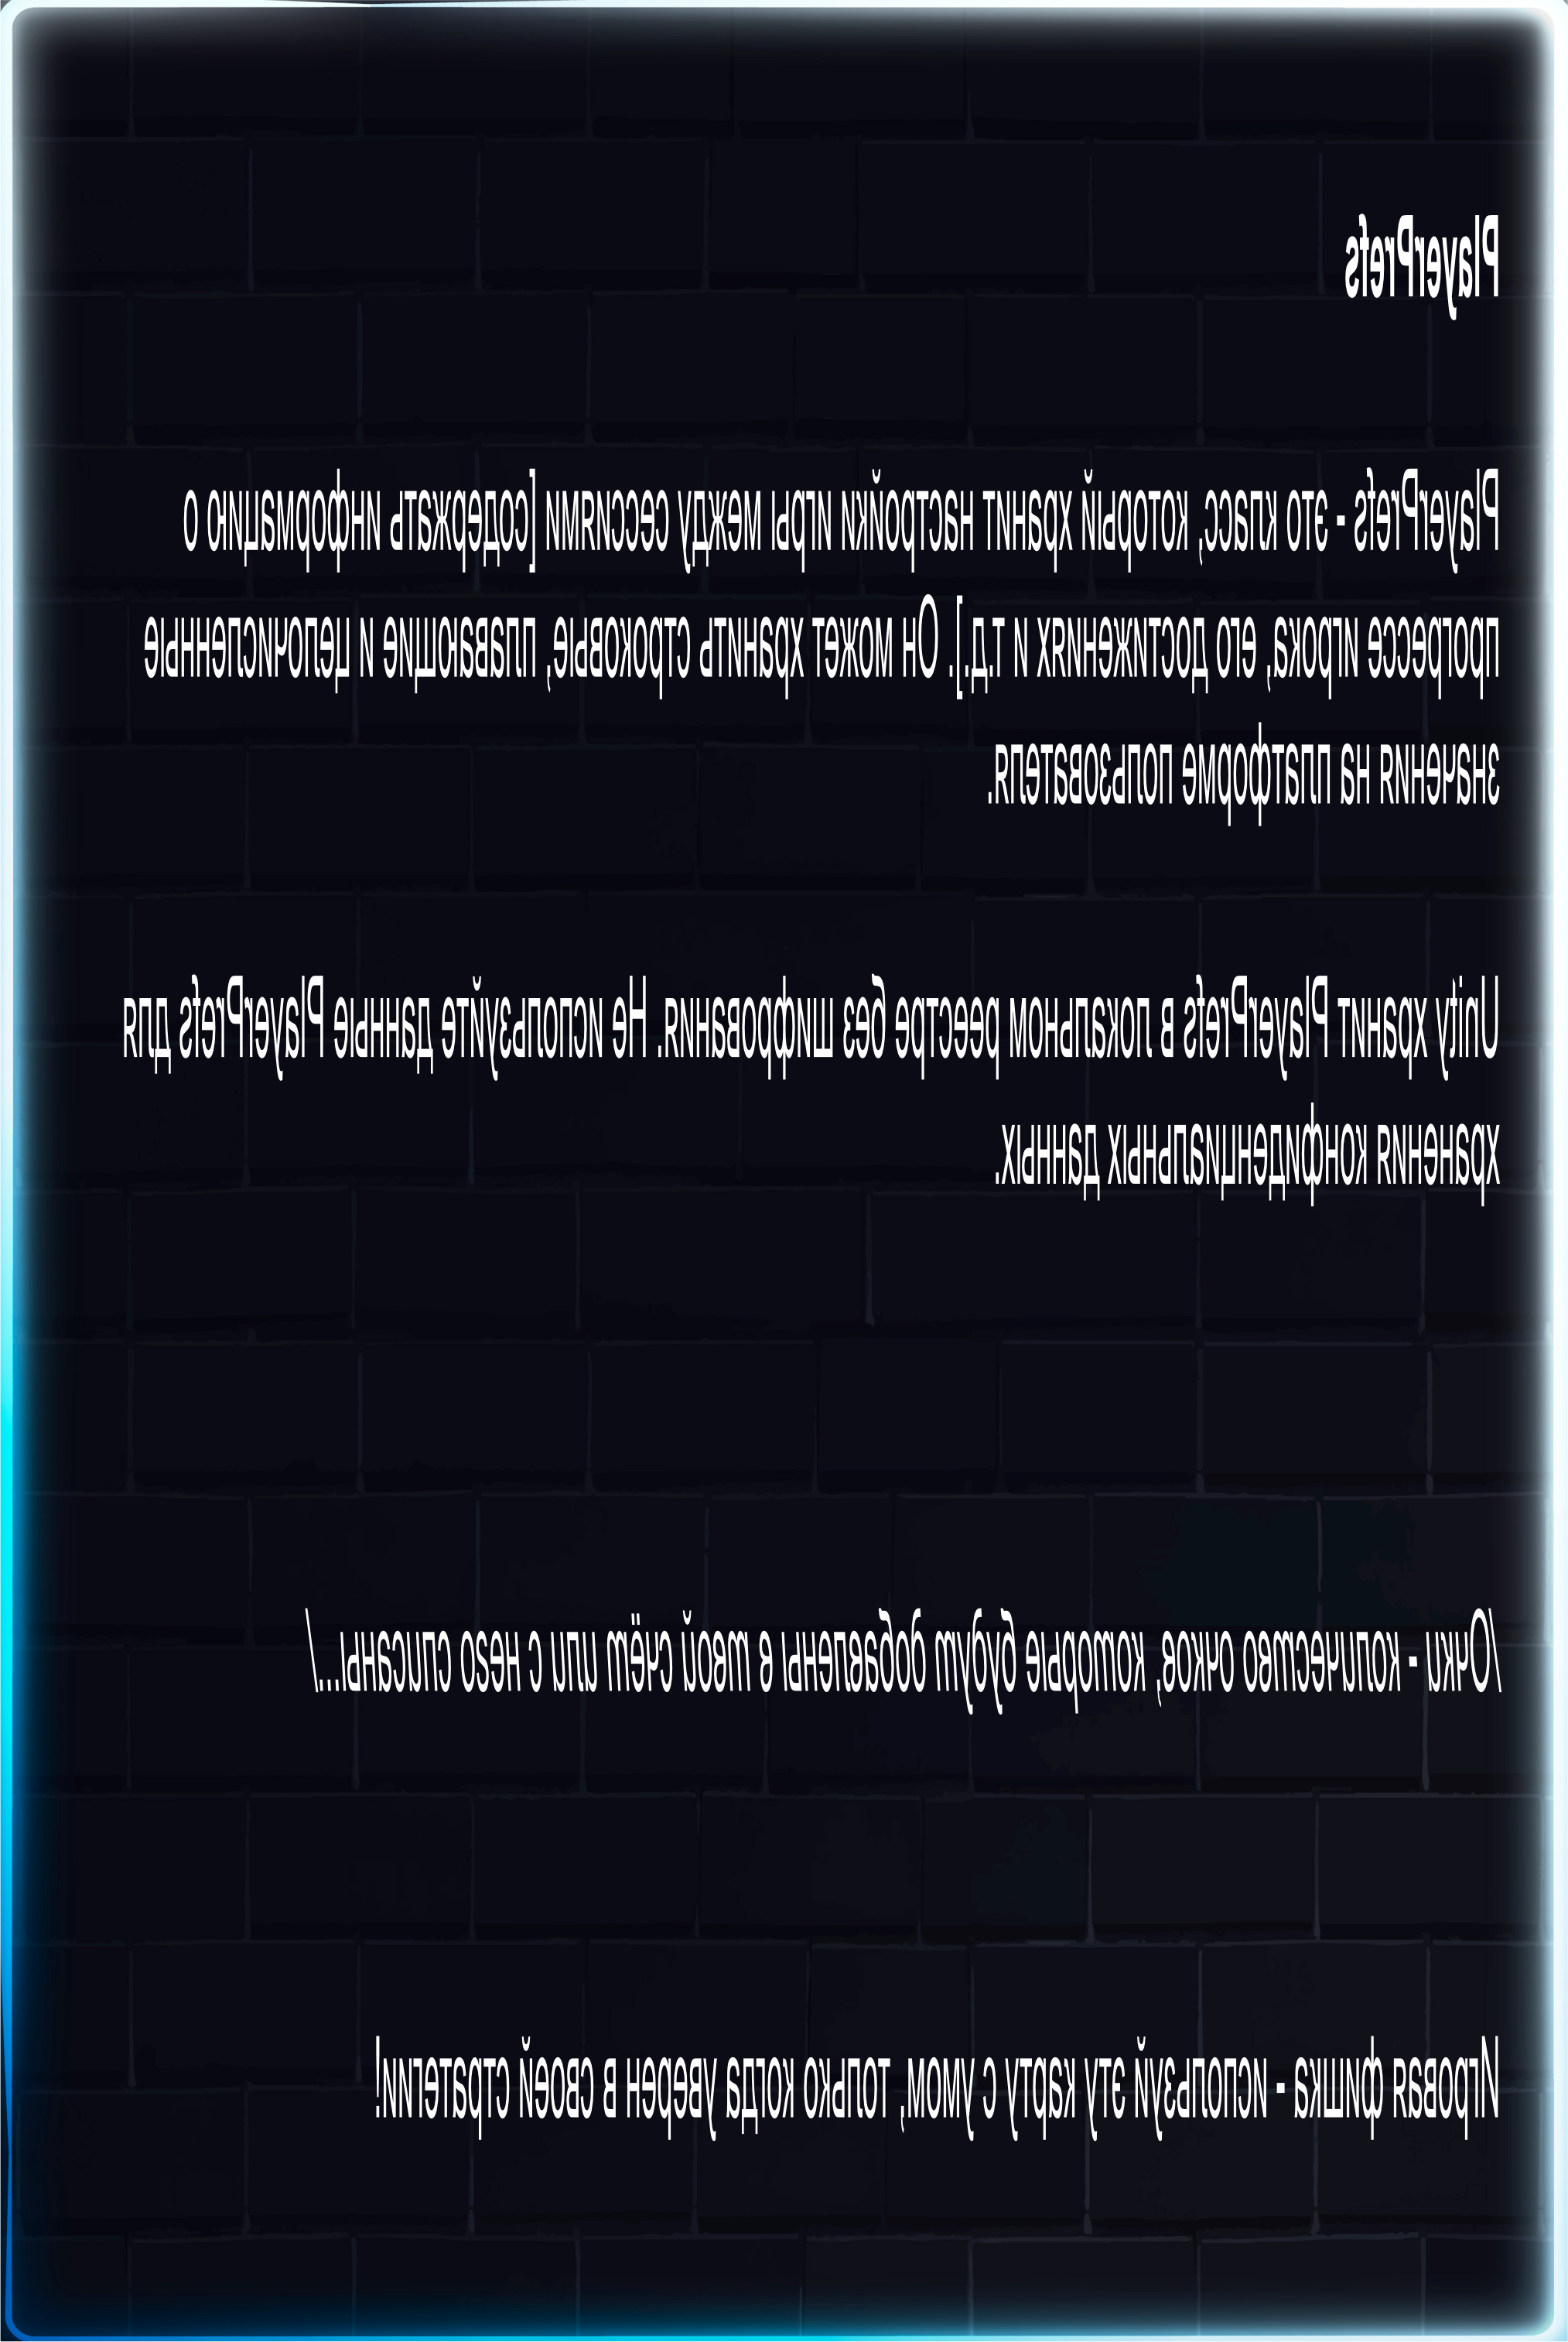 PlayerPrefs
PlayerPrefs - это класс, который хранит настройки игры между сессиями [содержать информацию о
прогрессе игрока, его достижениях и т.д.]. Он может хранить строковые, плавающие и целочисленные
значения на платформе пользователя.
Unity хранит PlayerPrefs в локальном реестре без шифрования. Не используйте данные PlayerPrefs для
хранения конфиденциальных данных.
/Очки - количество очков, которые будут добавлены в твой счёт или с него списаны.../
Игровая фишка - используй эту карту с умом, только когда уверен в своей стратегии!